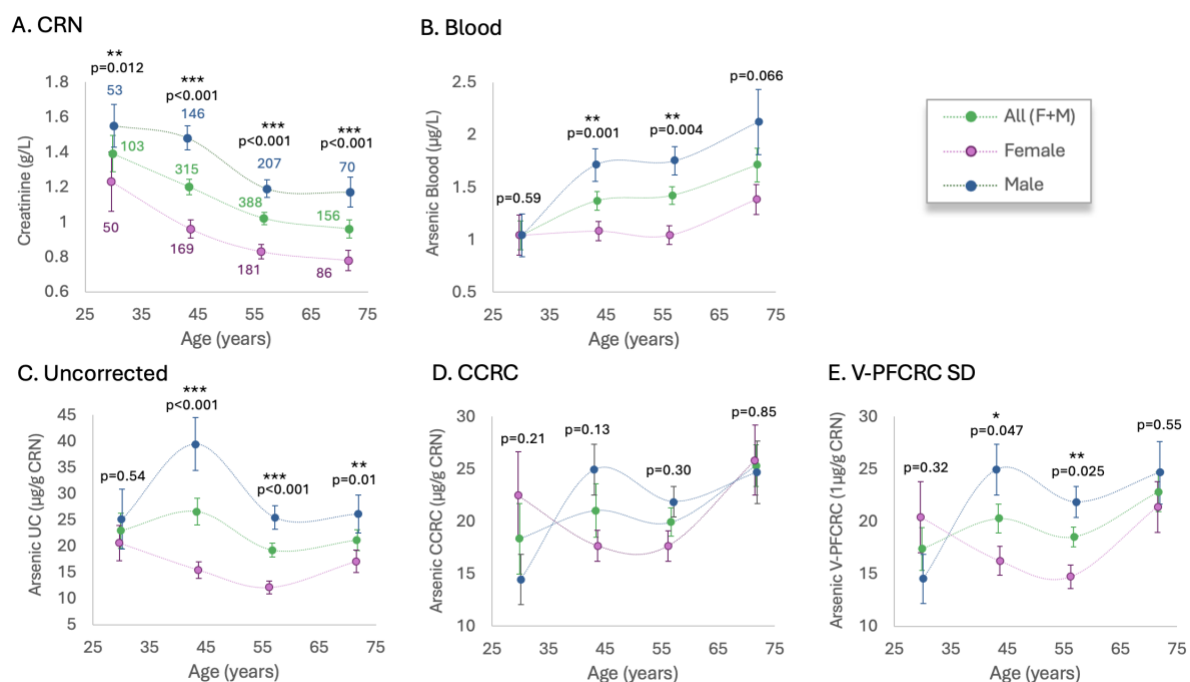 A. CRN
**
p=0.012
***
p<0.001
***
p<0.001
***
p<0.001
Creatinine (g/L)
1.8
1.6
1.4
1.2
1
0.8
0.6
53
146
207
70
103
315
388
156
50
169
181
86
25 35 45 55 65 75
Age (years)
B. Blood
p=0.59
**
p=0.001
**
p=0.004
p=0.066
Arsenic Blood (µg/L)
2.5
2
1.5
1
0.5
25 35 45 55 65 75
Age (years)
All (F+M)
Female
Male
C. Uncorrected
p=0.54
***
p<0.001
***
p<0.001
**
p=0.01
Arsenic UC (µg/g CRN)
45
40
35
30
25
20
15
10
5
25 35 45 55 65 75
Age (years)
D. CCRC
p=0.21
p=0.13
p=0.30
p=0.85
Arsenic CCRC (µg/g CRN)
30
25
20
15
10
25 35 45 55 65 75
Age (years)
E. V-PFCRC SD
p=0.32
*
p=0.047
**
p=0.025
p=0.55
Arsenic V-PFCRC (1µg/g CRN)
30
25
20
15
10
25 35 45 55 65 75
Age (years)